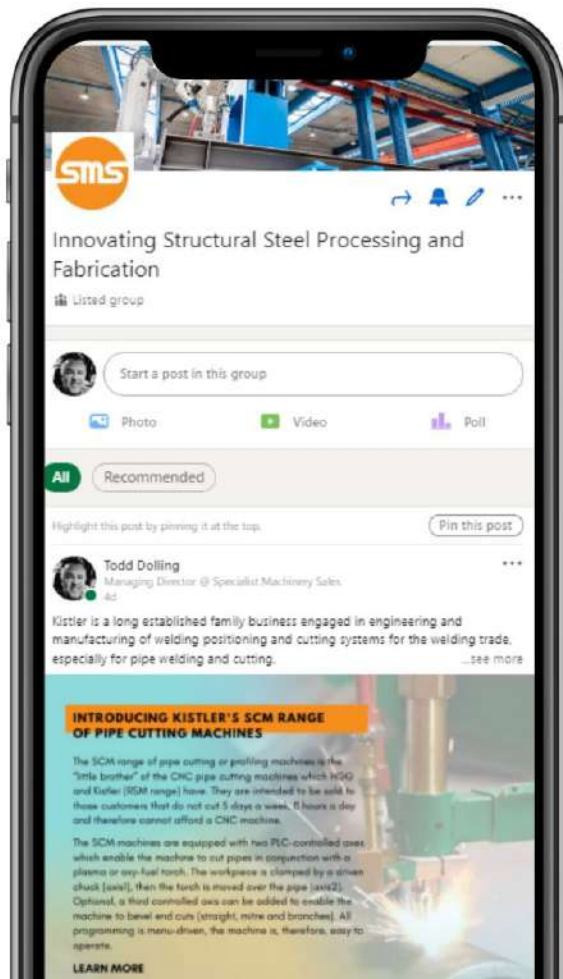 sms
Innovating Structural Steel Processing and
Fabrication
Listed group
Start a post in this group
Photo
Video
Poll
All
Recommended
Highlight this post by pinning it at the top.
Pin this post
Todd Dolling
Managing Director @ Specialist Machinery Sales
4d
Kistler is a long established family business engaged in engineering and
manufacturing of welding positioning and cutting systems for the welding trade,
especially for pipe welding and cutting.
...see more
INTRODUCING KISTLER'S SCM RANGE
OF PIPE CUTTING MACHINES
The SCM range of pipe cutting or profiling machines is the
"little brother" of the CNC pipe cutting machines which HGG
and Kistler (RSM range) have. They are intended to be sold to
those customers that do not cut 5 days a week, 8 hours a day
and therefore cannot afford a CNC machine.
The SCM machines are equipped with two PLC-controlled axes
which enable the machine to cut pipes in conjunction with a
plasma or oxy-fuel torch. The workpiece is clamped by a driven
chuck (axis1), then the torch is moved over the pipe (axis2).
Optional, a third controlled axis can be added to enable the
machine to bevel end cuts (straight, mitre and branches). All
programming is menu-driven, the machine is, therefore, easy to
operate.
LEARN MORE